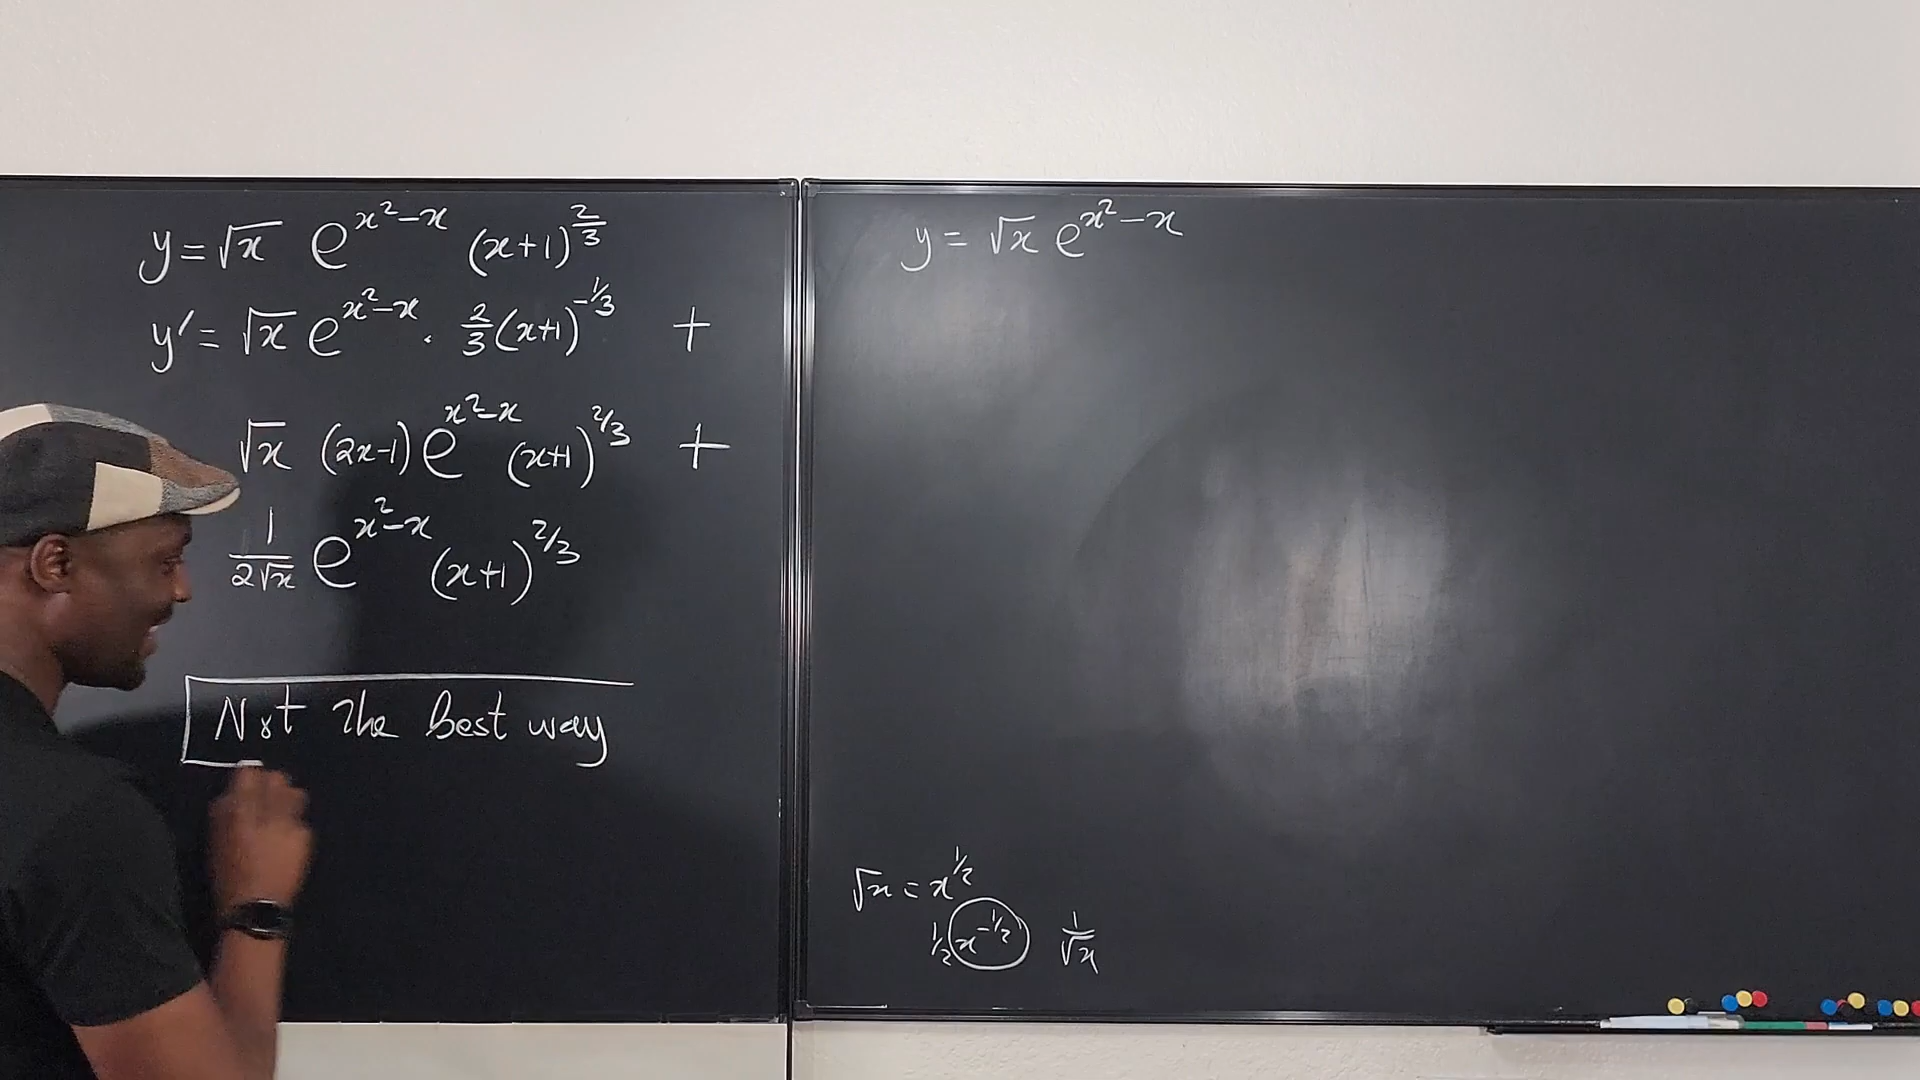 y = √x e^{x²-x} (x+1)^{2/3}
y' = √x e^{x²-x} · 2/3 (x+1)^{-1/3} +
√x (2x-1) e^{x²-x} (x+1)^{2/3} +
1/(2√x) e^{x²-x} (x+1)^{2/3}
Not The Best way
y = √x e^{x²-x}
√x = x^{1/2}
1/2 x^{-1/2} 1/√x